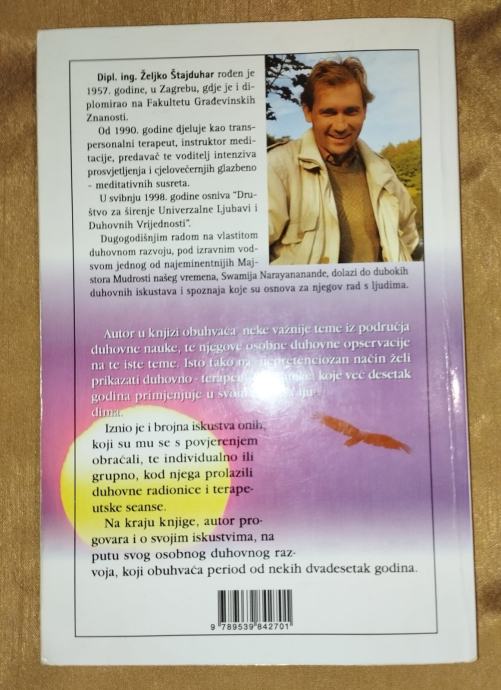 Dipl. ing. Željko Štajduhar rođen je
1957. godine, u Zagrebu, gdje je i di-
plomirao na Fakultetu Građevinskih
Znanosti.
Od 1990. godine djeluje kao trans-
personalni terapeut, instruktor medi-
tacije, predavač te voditelj intenziva
prosvjetljenja i cjelovečernjih glazbeno
- meditativnih susreta.
U svibnju 1998. godine osniva "Dru-
štvo za širenje Univerzalne Ljubavi i
Duhovnih Vrijednosti".
Dugogodišnjim radom na vlastitom
duhovnom razvoju, pod izravnim vod-
svom jednog od najeminentnijih Maj-
stora Mudrosti našeg vremena, Swamija Narayananande, dolazi do dubokih
duhovnih iskustava i spoznaja koje su osnova za njegov rad s ljudima.
Autor u knjizi obuhvaća neke važnije teme iz područja
duhovne nauke, te njegove osobne duhovne opservacije
na te iste teme. Isto tako na nepretenciozan način želi
prikazati duhovno - koje već desetak
godina primjenjuje u
dima.
Iznio je i brojna iskustva onih,
koji su mu se s povjerenjem
obraćali, te individualno ili
grupno, kod njega prolazili
duhovne radionice i terape-
utske seanse.
Na kraju knjige, autor pro-
govara i o svojim iskustvima, na
putu svog osobnog duhovnog raz-
voja, koji obuhvaća period od nekih dvadesetak godina.
9 789539 842701